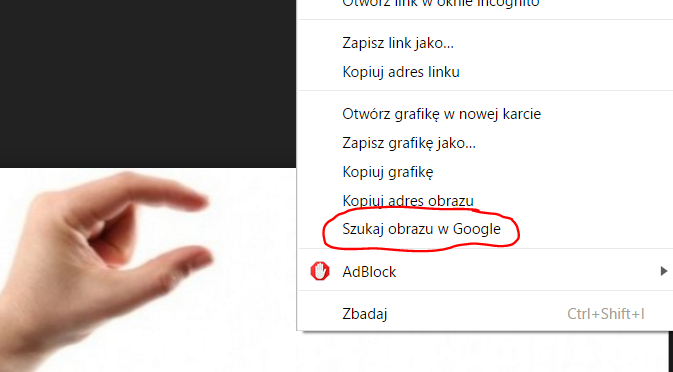 Otwórz link w oknie incognito
Zapisz link jako...
Kopiuj adres linku
Otwórz grafikę w nowej karcie
Zapisz grafikę jako...
Kopiuj grafikę
Kopiuj adres obrazu
Szukaj obrazu w Google
AdBlock
Zbadaj Ctrl+Shift+I